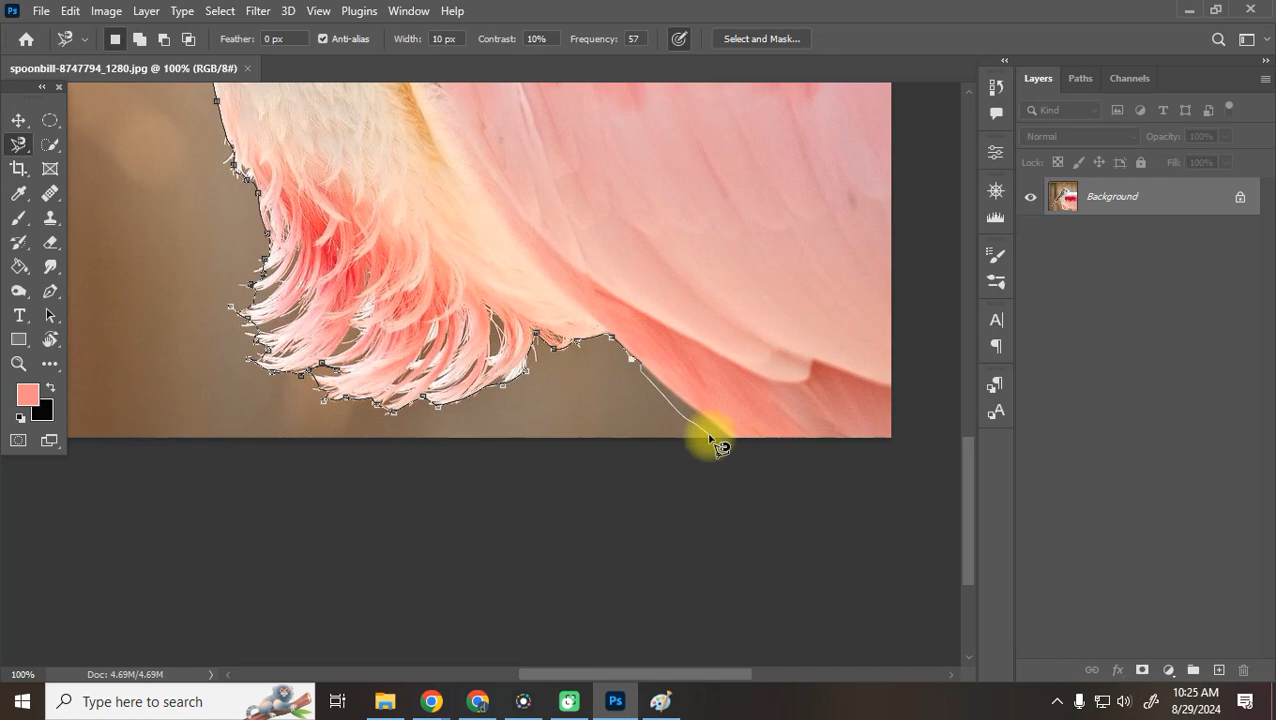 Ps File Edit Image Layer Type Select Filter 3D View Plugins Window Help
Feather: 0 px Anti-alias Width: 10 px Contrast: 10% Frequency: 57 Select and Mask...
spoonbill-8747794_1280.jpg @ 100% (RGB/8#)
Layers Paths Channels
Kind
Normal Opacity: 100%
Lock: Fill: 100%
Background
100% Doc: 4.69M/4.69M
Type here to search
Ps
10:25 AM
8/29/2024